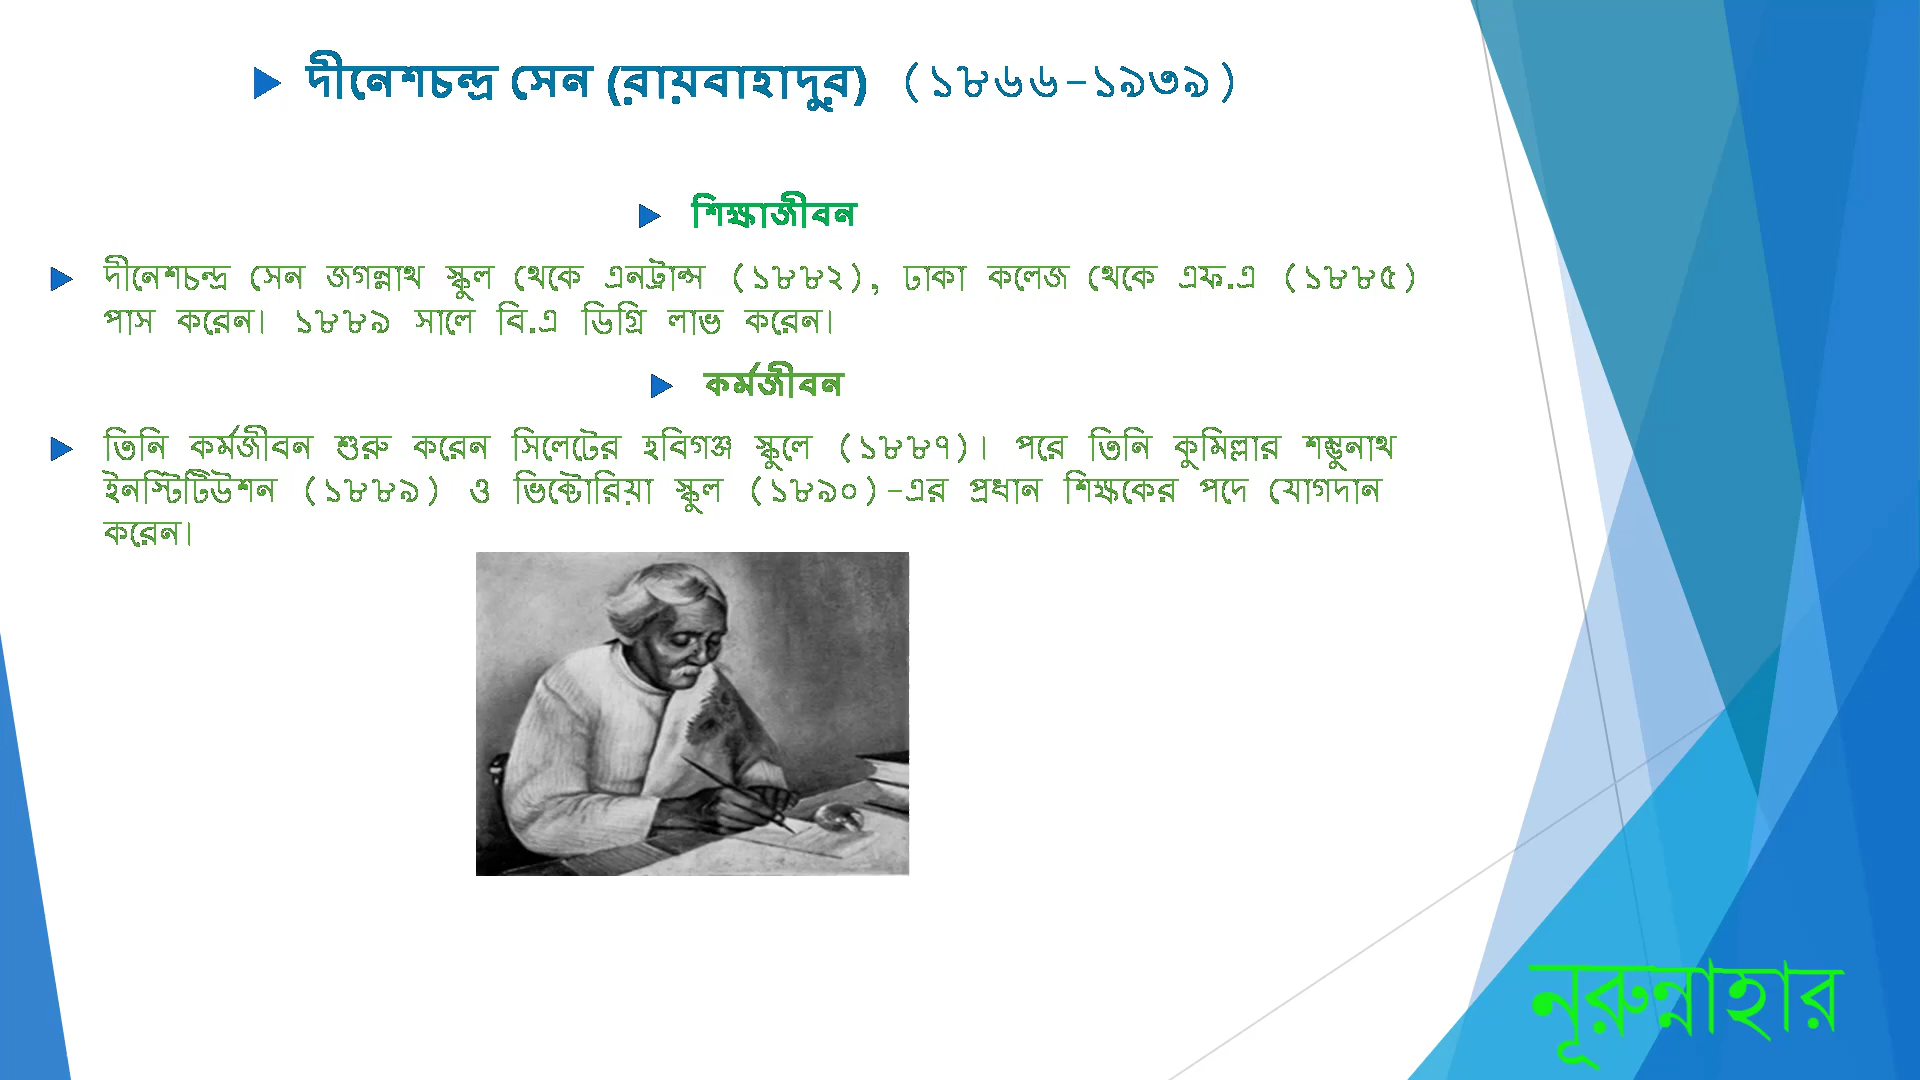 দীনেশচন্দ্র সেন (রায়বাহাদুর) (১৮৬৬-১৯৩৯)
শিক্ষাজীবন
দীনেশচন্দ্র সেন জগন্নাথ স্কুল থেকে এনট্রান্স (১৮৮২), ঢাকা কলেজ থেকে এফ.এ (১৮৮৫)
পাস করেন। ১৮৮৯ সালে বি.এ ডিগ্রি লাভ করেন।
কর্মজীবন
তিনি কর্মজীবন শুরু করেন সিলেটের হবিগঞ্জ স্কুলে (১৮৮৭)। পরে তিনি কুমিল্লার শম্ভুনাথ
ইনস্টিটিউশন (১৮৮৯) ও ভিক্টোরিয়া স্কুল (১৮৯০)-এর প্রধান শিক্ষকের পদে যোগদান
করেন।
নূরুন্নাহার